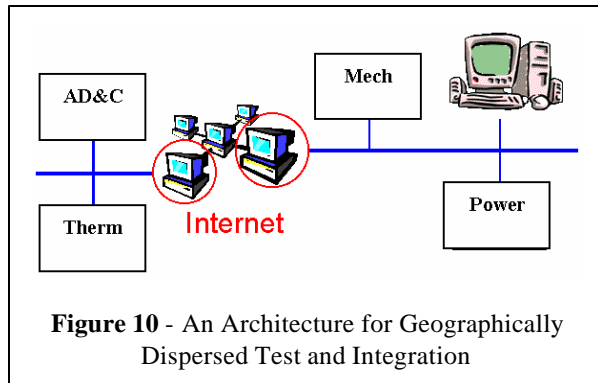 AD&C
Mech
Therm
Internet
Power
Figure 10 - An Architecture for Geographically
Dispersed Test and Integration